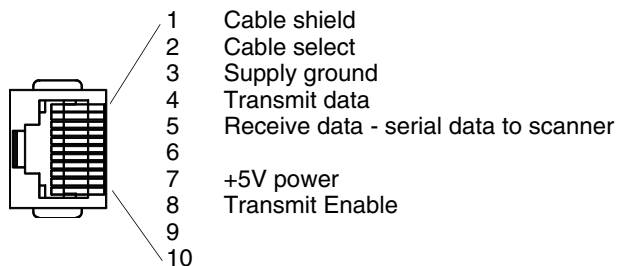 1 Cable shield
2 Cable select
3 Supply ground
4 Transmit data
5 Receive data - serial data to scanner
6
7 +5V power
8 Transmit Enable
9
10